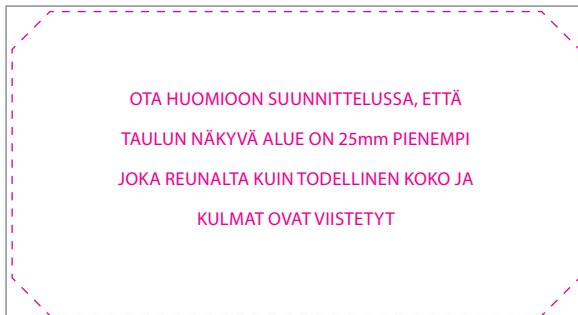 OTA HUOMIOON SUUNNITTELUSSA, ETTÄ
TAULUN NÄKYVÄ ALUE ON 25mm PIENEMPI
JOKA REUNALTA KUIN TODELLINEN KOKO JA
KULMAT OVAT VIISTETYT